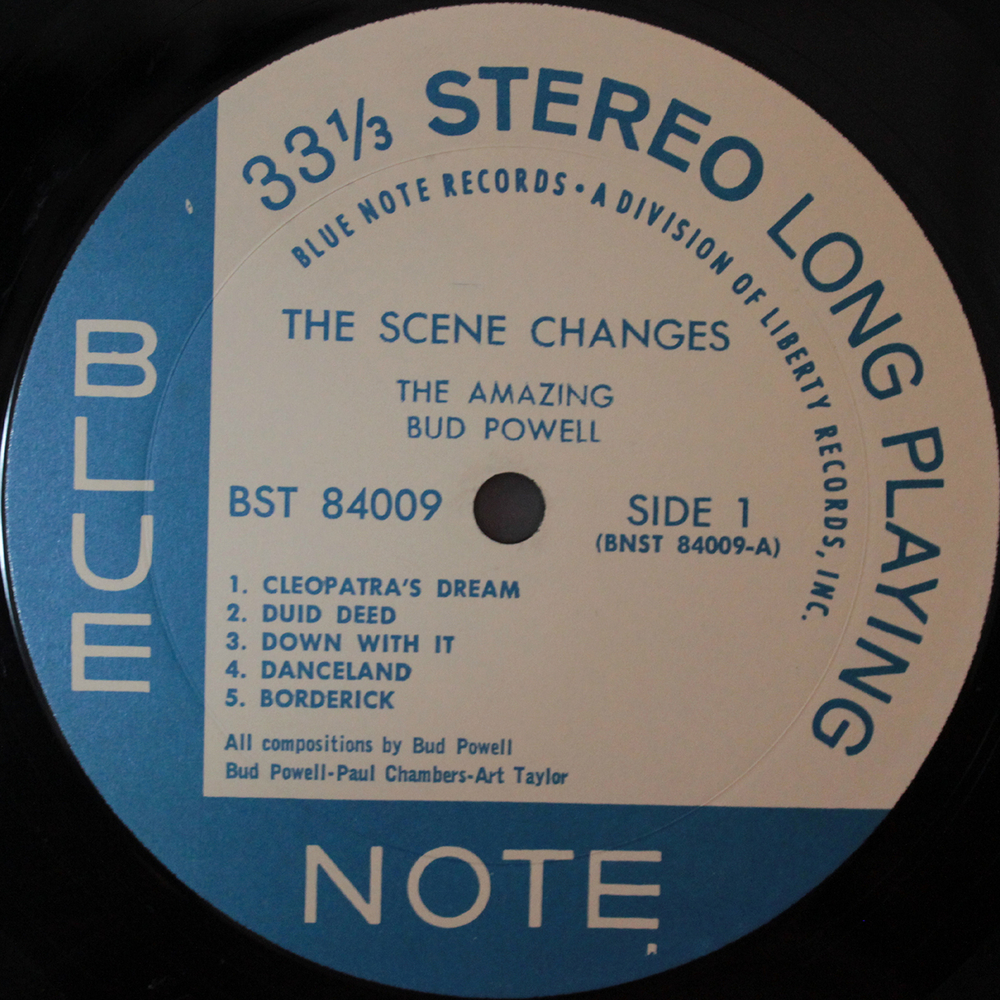 33⅓ STEREO LONG PLAYING
BLUE NOTE RECORDS • A DIVISION OF LIBERTY RECORDS, INC.
THE SCENE CHANGES
THE AMAZING
BUD POWELL
BST 84009
SIDE 1
(BNST 84009-A)
1. CLEOPATRA'S DREAM
2. DUID DEED
3. DOWN WITH IT
4. DANCELAND
5. BORDERICK
All compositions by Bud Powell
Bud Powell-Paul Chambers-Art Taylor
BLUE
NOTE
R